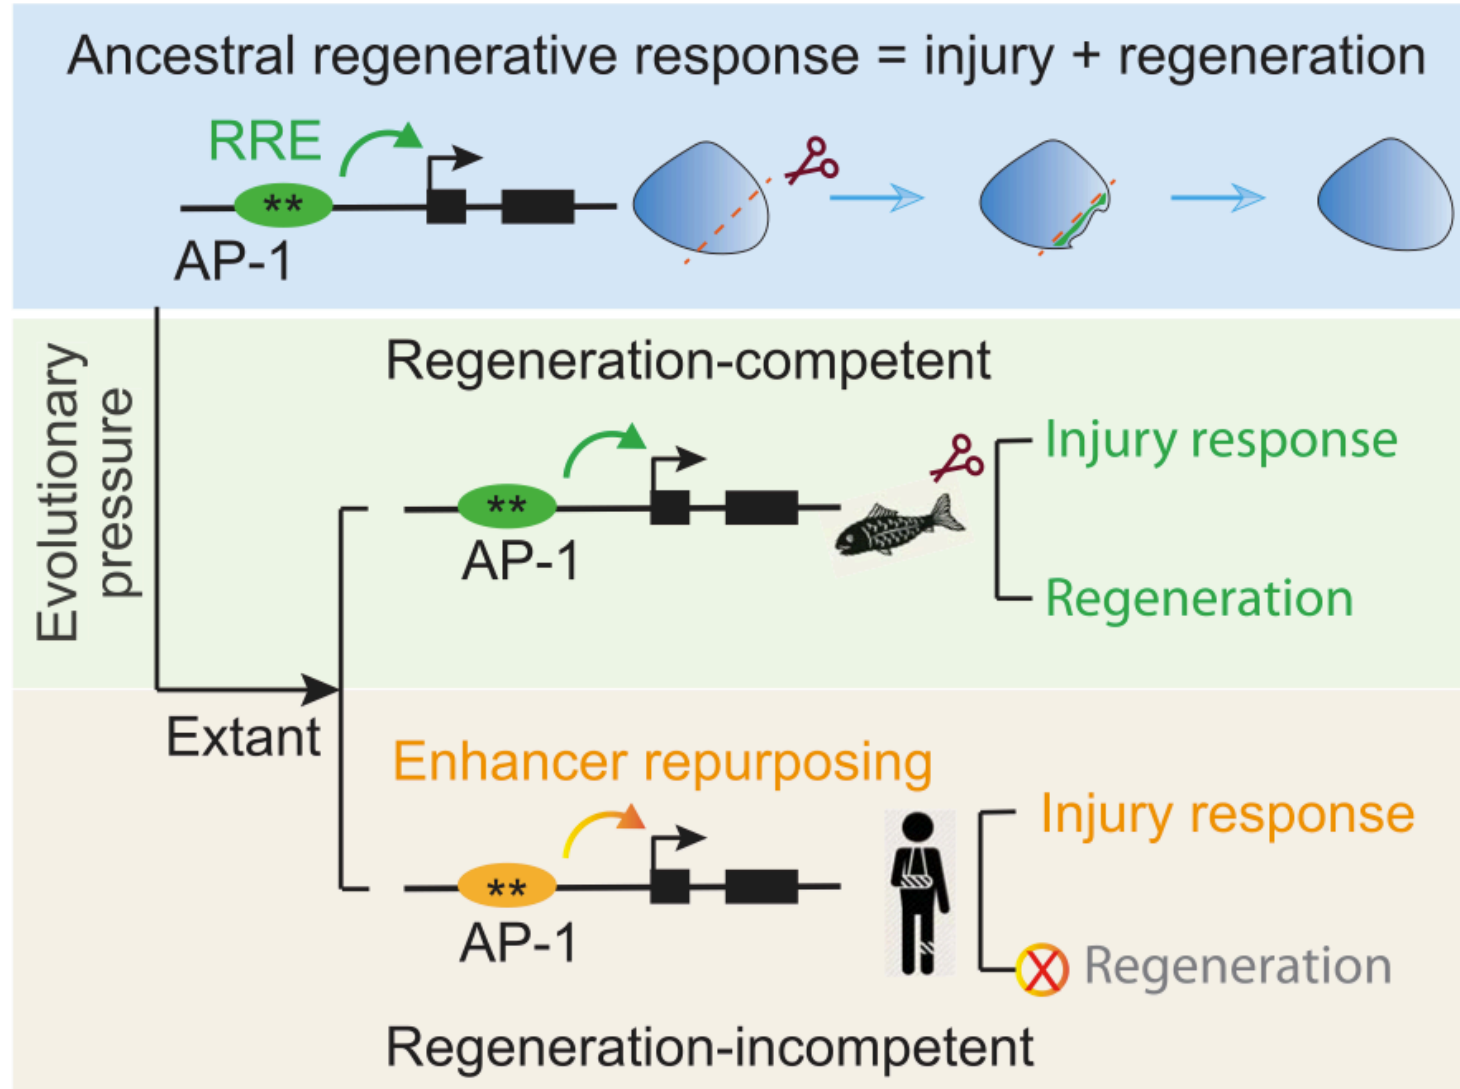 Ancestral regenerative response = injury + regeneration
RRE
**
AP-1
Evolutionary
pressure
Regeneration-competent
**
AP-1
Injury response
Regeneration
Extant
Enhancer repurposing
**
AP-1
Injury response
X Regeneration
Regeneration-incompetent